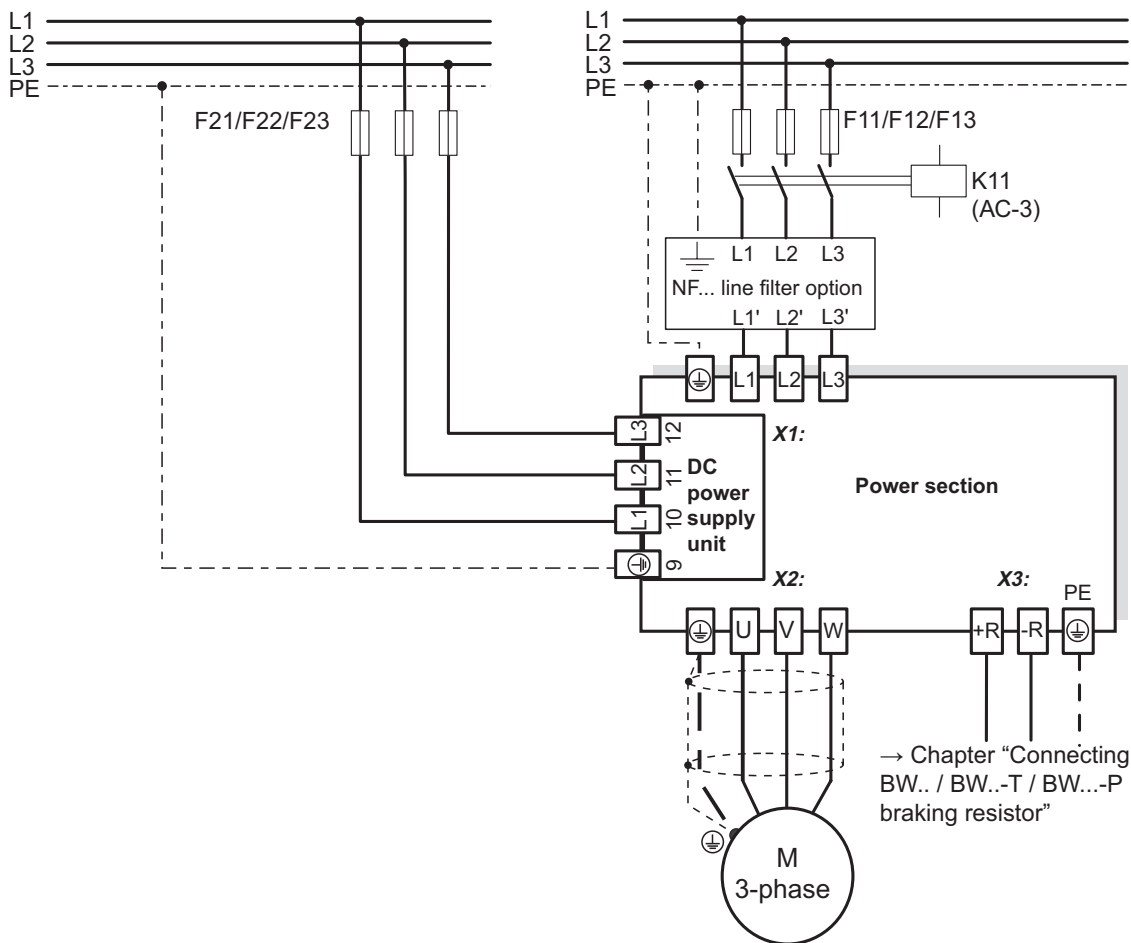 L1
L2
L3
PE
F21/F22/F23
L1
L2
L3
PE
F11/F12/F13
K11
(AC-3)
L1 L2 L3
NF... line filter option
L1' L2' L3'
L1 L2 L3
X1:
L3 12
L2 11
L1 10
9
DC
power
supply
unit
Power section
X2:
X3:
PE
U V W
+R -R
→ Chapter “Connecting
BW.. / BW..-T / BW...-P
braking resistor”
M
3-phase